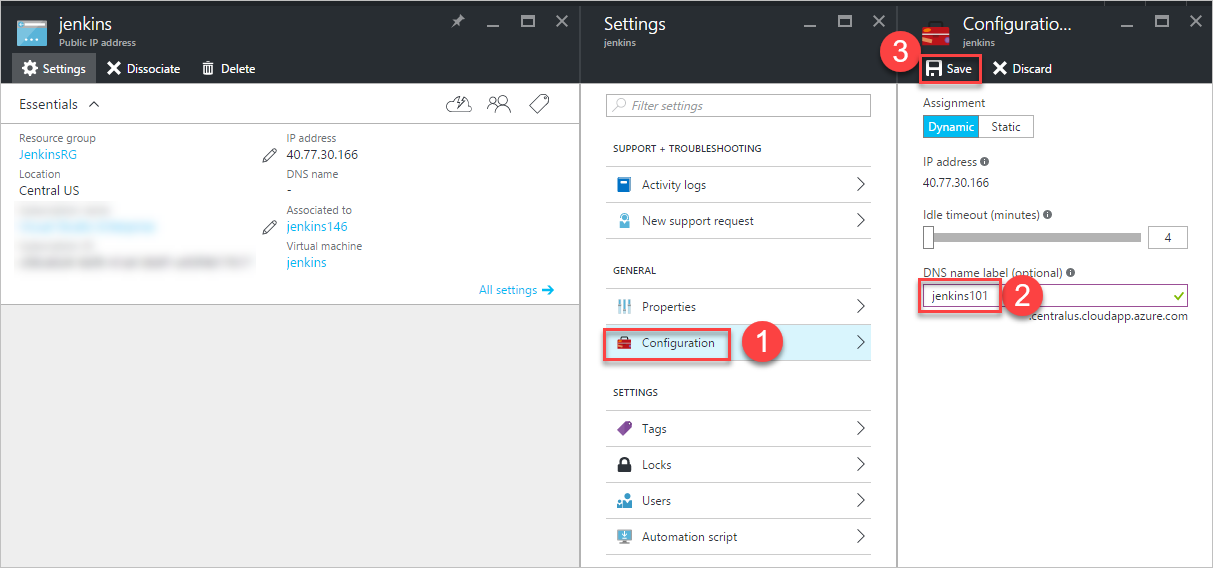 jenkins
Public IP address
Settings
Dissociate
Delete
Essentials
Resource group
JenkinsRG
Location
Central US
IP address
40.77.30.166
DNS name
-
Associated to
jenkins146
Virtual machine
jenkins
All settings
Settings
jenkins
Filter settings
SUPPORT + TROUBLESHOOTING
Activity logs
New support request
GENERAL
Properties
Configuration
1
SETTINGS
Tags
Locks
Users
Automation script
Configuratio...
jenkins
3
Save
Discard
Assignment
Dynamic
Static
IP address
40.77.30.166
Idle timeout (minutes)
4
DNS name label (optional)
jenkins101
2
.centralus.cloudapp.azure.com